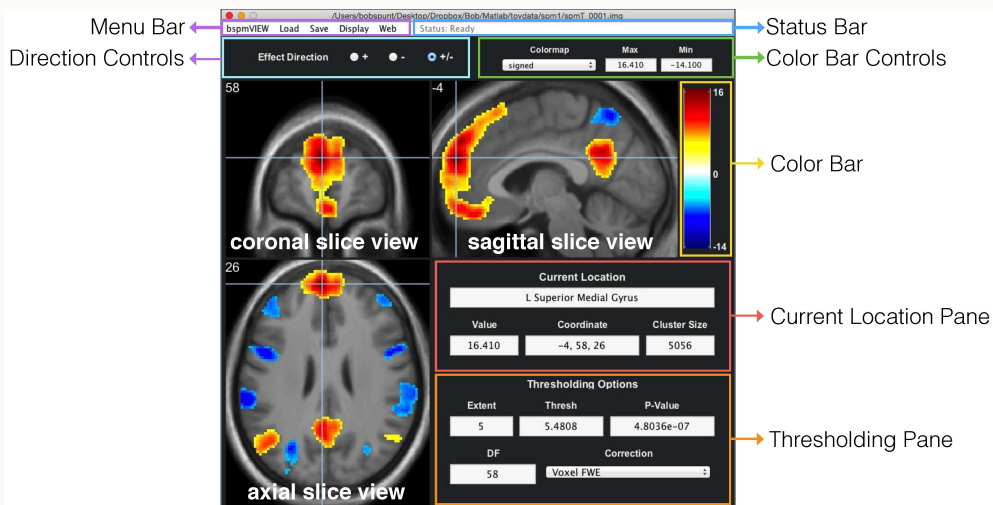 /Users/bobspunt/Desktop/Dropbox/Bob/Matlab/toydata/spm1/spmT_0001.img
Menu Bar
bspmVIEW Load Save Display Web
Status: Ready
Status Bar
Direction Controls
Effect Direction + - +/-
Colormap Max Min
signed 16.410 -14.100
Color Bar Controls
58
-4
16
0
-14
Color Bar
coronal slice view
sagittal slice view
26
axial slice view
Current Location
L Superior Medial Gyrus
Value Coordinate Cluster Size
16.410 -4, 58, 26 5056
Current Location Pane
Thresholding Options
Extent Thresh P-Value
5 5.4808 4.8036e-07
DF Correction
58 Voxel FWE
Thresholding Pane